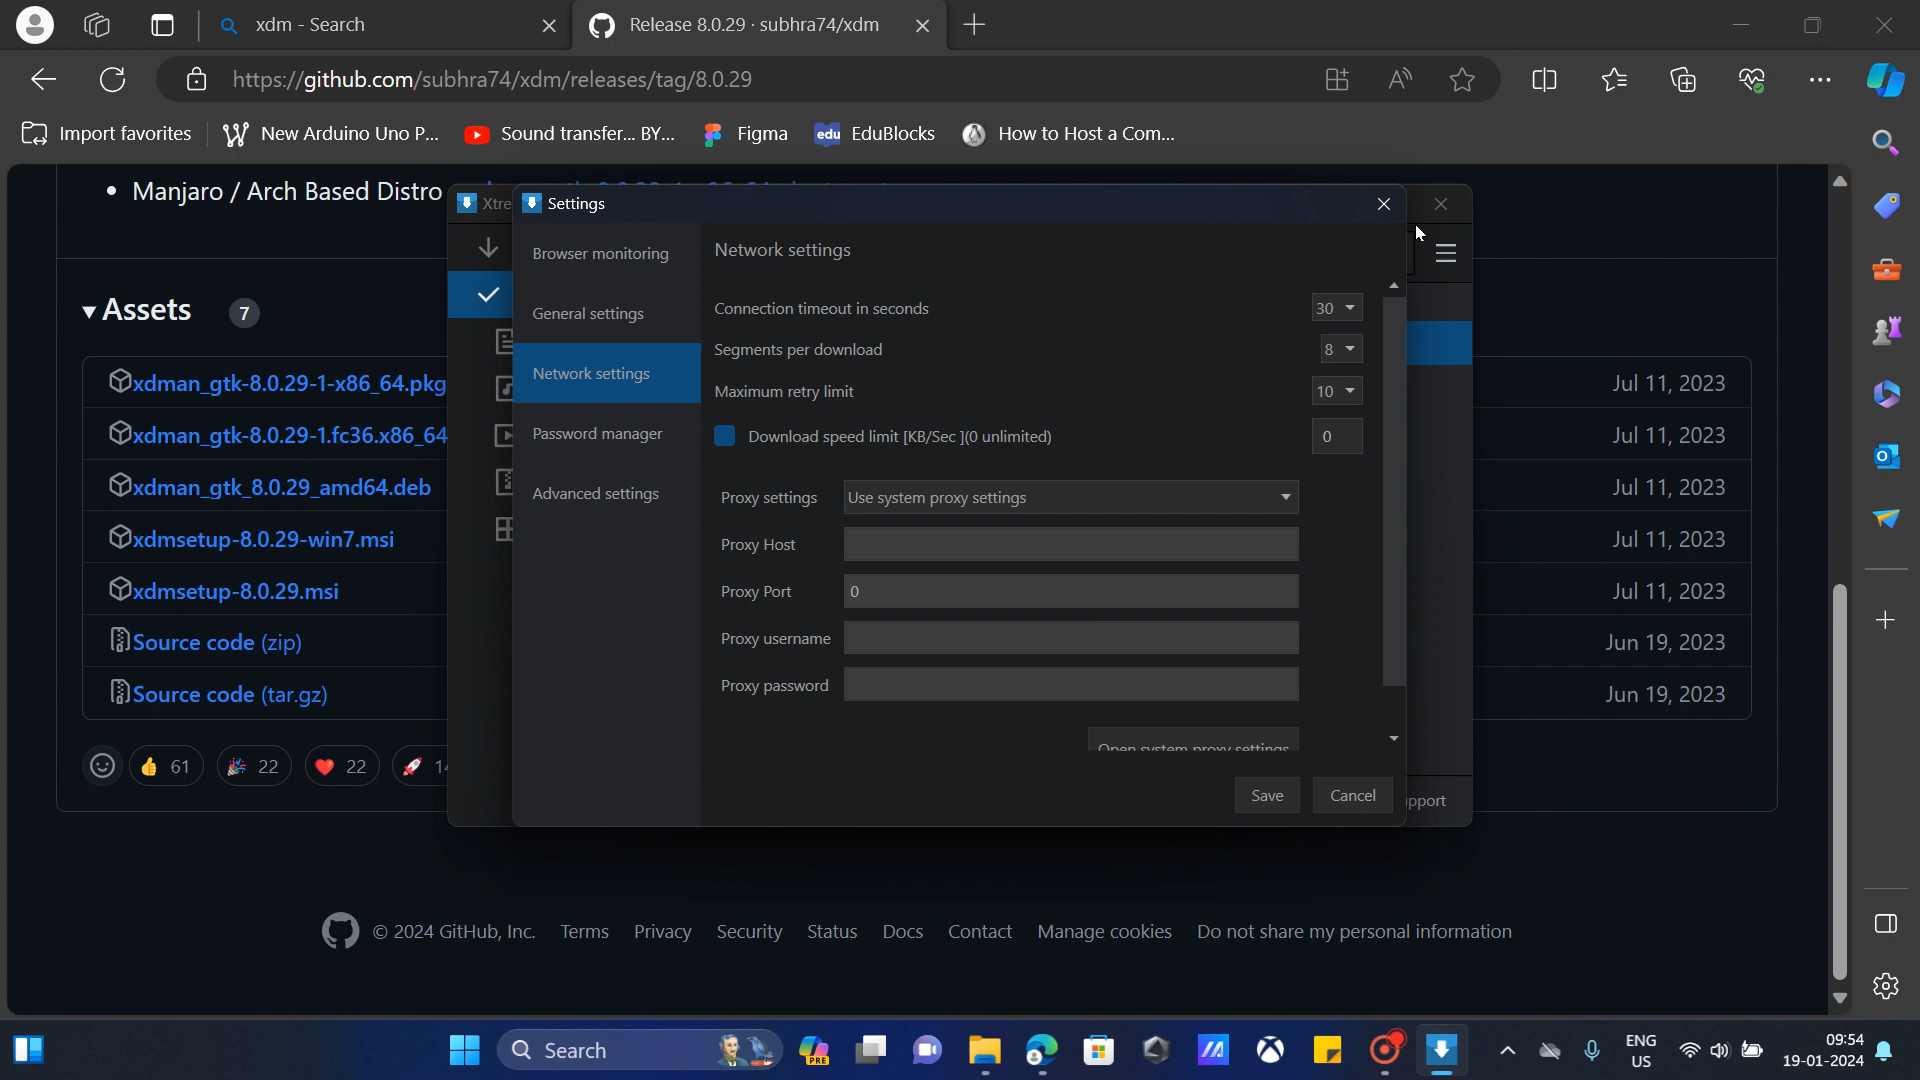 xdm - Search
Release 8.0.29 · subhra74/xdm
https://github.com/subhra74/xdm/releases/tag/8.0.29
Import favorites
New Arduino Uno P...
Sound transfer... BY...
Figma
edu
EduBlocks
How to Host a Com...
Manjaro / Arch Based Distro
Xtre
Settings
Browser monitoring
General settings
Network settings
Password manager
Advanced settings
Network settings
Connection timeout in seconds
30
Segments per download
8
Maximum retry limit
10
Download speed limit [KB/Sec ](0 unlimited)
0
Proxy settings
Use system proxy settings
Proxy Host
Proxy Port
0
Proxy username
Proxy password
Open system proxy settings
Save
Cancel
pport
Assets
7
xdman_gtk-8.0.29-1-x86_64.pkg
Jul 11, 2023
xdman_gtk-8.0.29-1.fc36.x86_64
Jul 11, 2023
xdman_gtk_8.0.29_amd64.deb
Jul 11, 2023
xdmsetup-8.0.29-win7.msi
Jul 11, 2023
xdmsetup-8.0.29.msi
Jul 11, 2023
Source code (zip)
Jun 19, 2023
Source code (tar.gz)
Jun 19, 2023
61
22
22
14
© 2024 GitHub, Inc.
Terms
Privacy
Security
Status
Docs
Contact
Manage cookies
Do not share my personal information
Search
PRE
ENG
US
09:54
19-01-2024